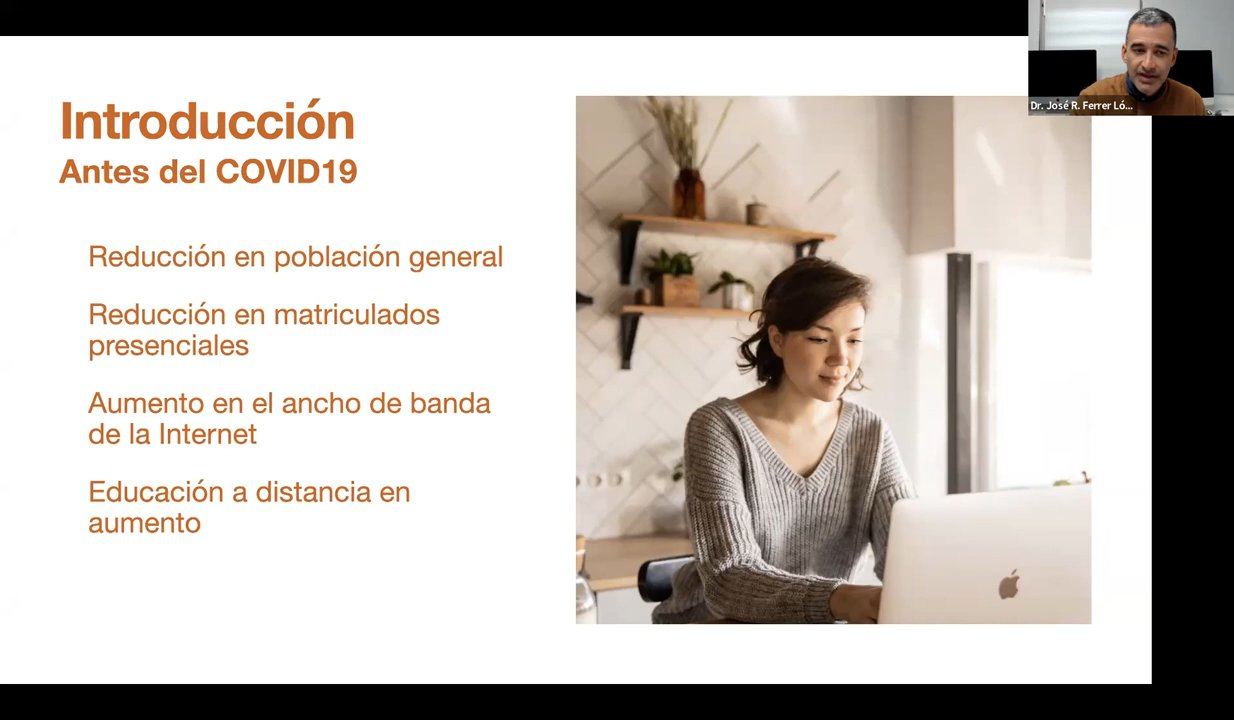 Introducción
Antes del COVID19
Reducción en población general
Reducción en matriculados
presenciales
Aumento en el ancho de banda
de la Internet
Educación a distancia en
aumento
Dr. José R. Ferrer Ló...